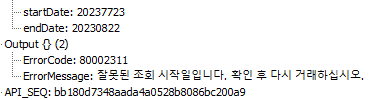 startDate: 20237723
endDate: 20230822
Output {} (2)
ErrorCode: 80002311
ErrorMessage: 잘못된 조회 시작일입니다. 확인 후 다시 거래하십시오.
API_SEQ: bb180d7348aada4a0528b8086bc200a9